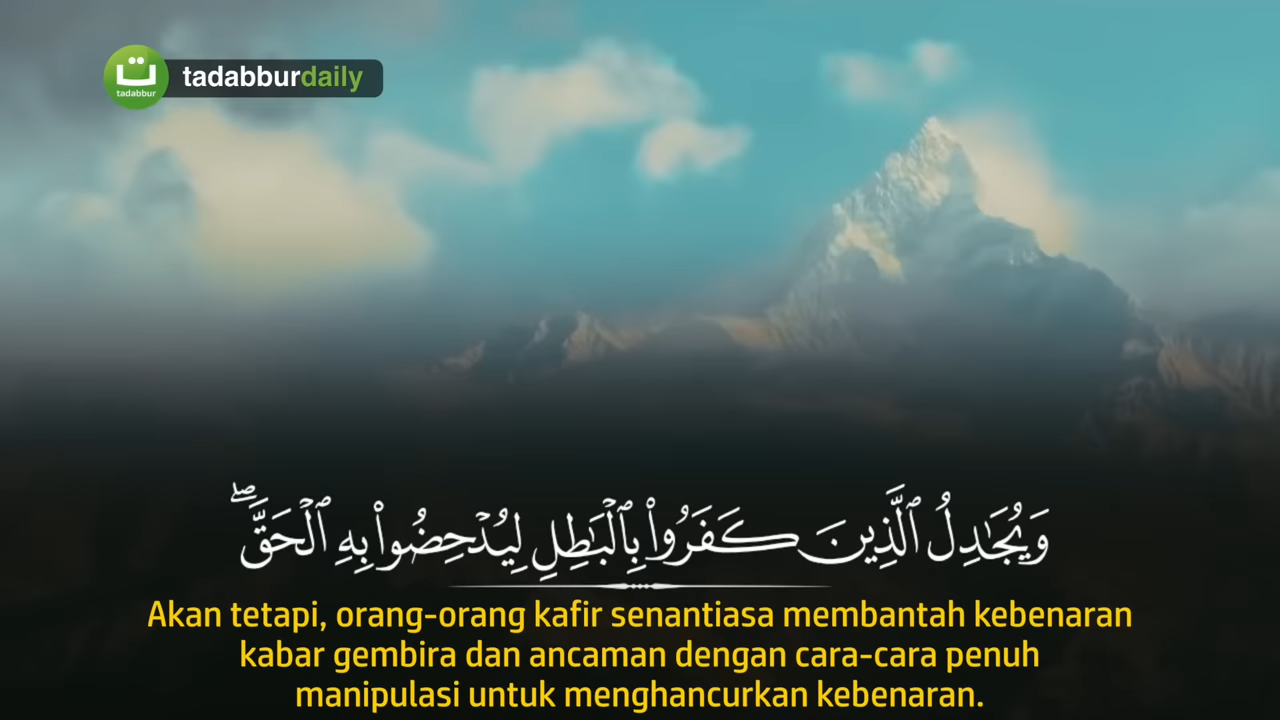 ت
tadabbur
tadabburdaily
وَيُجَٰدِلُ ٱلَّذِينَ كَفَرُوا۟ بِٱلْبَٰطِلِ لِيُدْحِضُوا۟ بِهِ ٱلْحَقَّ ۖ
Akan tetapi, orang-orang kafir senantiasa membantah kebenaran
kabar gembira dan ancaman dengan cara-cara penuh
manipulasi untuk menghancurkan kebenaran.